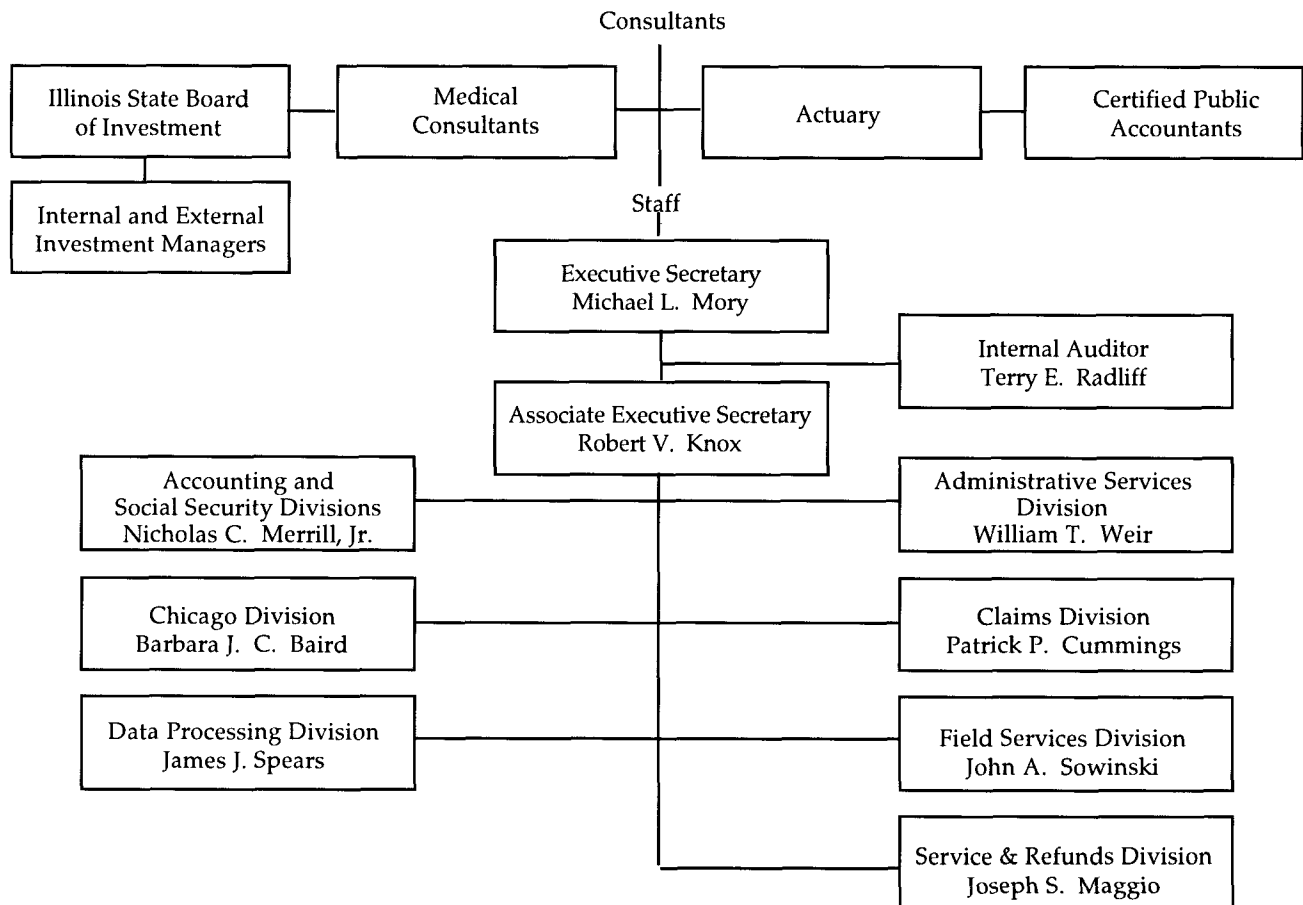 Consultants
Illinois State Board
of Investment
Medical
Consultants
Actuary
Certified Public
Accountants
Internal and External
Investment Managers
Staff
Executive Secretary
Michael L. Mory
Internal Auditor
Terry E. Radliff
Associate Executive Secretary
Robert V. Knox
Accounting and
Social Security Divisions
Nicholas C. Merrill, Jr.
Administrative Services
Division
William T. Weir
Chicago Division
Barbara J. C. Baird
Claims Division
Patrick P. Cummings
Data Processing Division
James J. Spears
Field Services Division
John A. Sowinski
Service & Refunds Division
Joseph S. Maggio